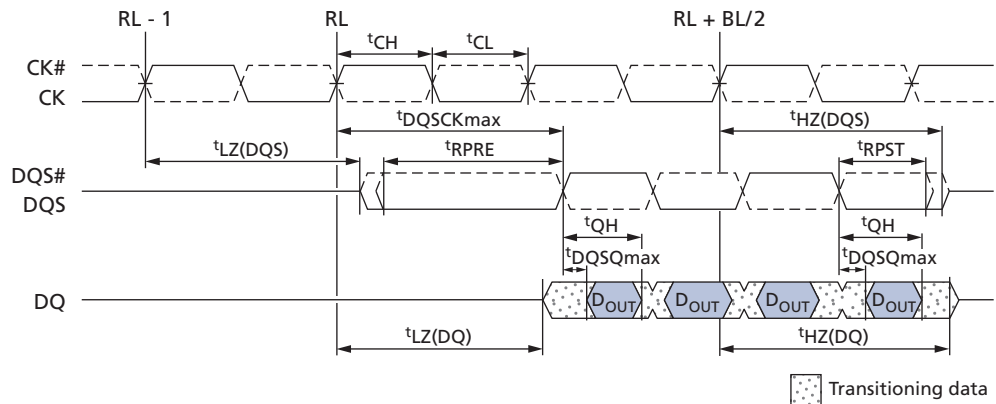 RL - 1 RL RL + BL/2
tCH tCL
CK#
CK
tDQSCKmax tHZ(DQS)
tLZ(DQS) tRPRE tRPST
DQS#
DQS
tQH tQH
tDQSQmax tDQSQmax
DQ DOUT DOUT DOUT DOUT
tLZ(DQ) tHZ(DQ)
Transitioning data